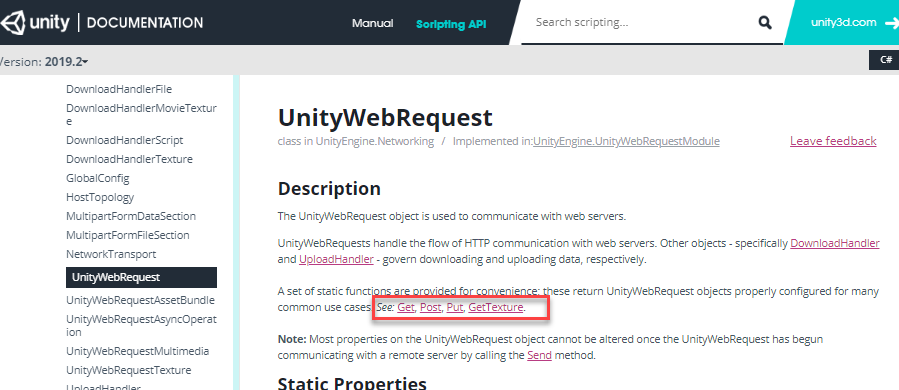 unity DOCUMENTATION
Manual Scripting API
Search scripting...
unity3d.com
Version: 2019.2
C#
DownloadHandlerFile
DownloadHandlerMovieTextur
e
DownloadHandlerScript
DownloadHandlerTexture
GlobalConfig
HostTopology
MultipartFormDataSection
MultipartFormFileSection
NetworkTransport
UnityWebRequest
UnityWebRequestAssetBundle
UnityWebRequestAsyncOperat
ion
UnityWebRequestMultimedia
UnityWebRequestTexture
UploadHandler
UnityWebRequest
class in UnityEngine.Networking / Implemented in:UnityEngine.UnityWebRequestModule
Leave feedback
Description
The UnityWebRequest object is used to communicate with web servers.
UnityWebRequests handle the flow of HTTP communication with web servers. Other objects - specifically DownloadHandler
and UploadHandler - govern downloading and uploading data, respectively.
A set of static functions are provided for convenience; these return UnityWebRequest objects properly configured for many
common use cases. See: Get, Post, Put, GetTexture.
Note: Most properties on the UnityWebRequest object cannot be altered once the UnityWebRequest has begun
communicating with a remote server by calling the Send method.
Static Properties